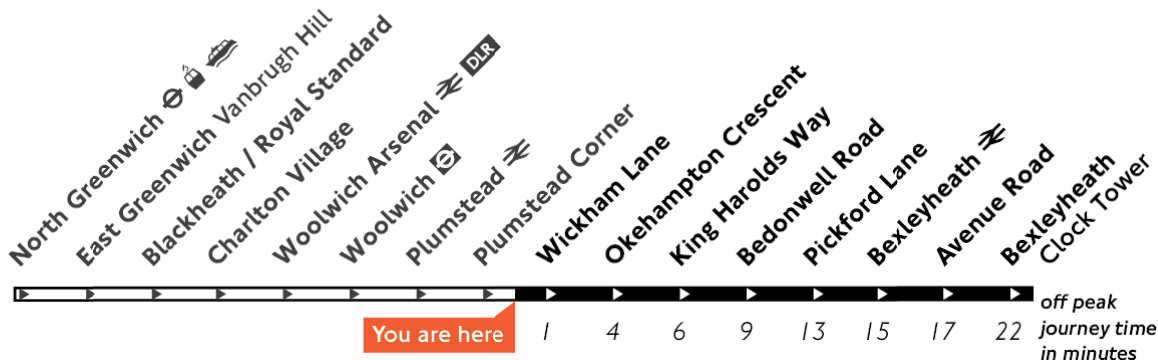 North Greenwich
East Greenwich Vanbrugh Hill
Blackheath / Royal Standard
Charlton Village
Woolwich Arsenal DLR
Woolwich
Plumstead
Plumstead Corner
Wickham Lane
Okehampton Crescent
King Harolds Way
Bedonwell Road
Pickford Lane
Bexleyheath
Avenue Road
Bexleyheath
Clock Tower
You are here
1 4 6 9 13 15 17 22
off peak
journey time
in minutes